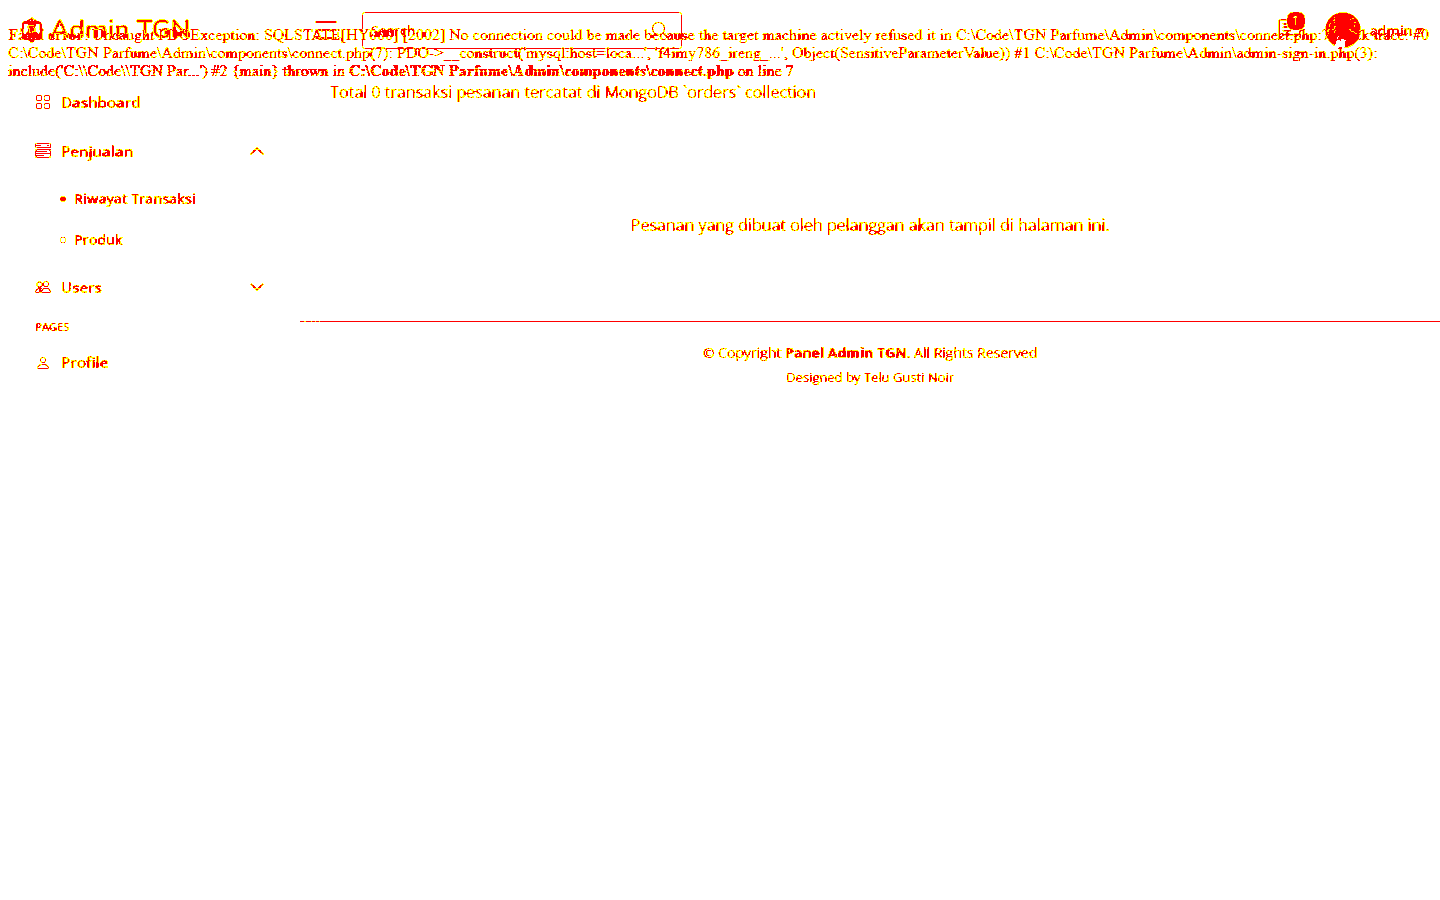 Admin TGN
Search
1
admin
Fatal error: Uncaught PDOException: SQLSTATE[HY000] [2002] No connection could be made because the target machine actively refused it in C:\Code\TGN Parfume\Admin\components\connect.php:7 Stack trace: #0
C:\Code\TGN Parfume\Admin\components\connect.php(7): PDO->__construct('mysql:host=loca...', 'f4imy786_ireng_...', Object(SensitiveParameterValue)) #1 C:\Code\TGN Parfume\Admin\admin-sign-in.php(3):
include('C:\\Code\\TGN Par...') #2 {main} thrown in C:\Code\TGN Parfume\Admin\components\connect.php on line 7
Total 0 transaksi pesanan tercatat di MongoDB `orders` collection
Dashboard
Penjualan
Riwayat Transaksi
Produk
Users
PAGES
Profile
Pesanan yang dibuat oleh pelanggan akan tampil di halaman ini.
© Copyright Panel Admin TGN. All Rights Reserved
Designed by Telu Gusti Noir